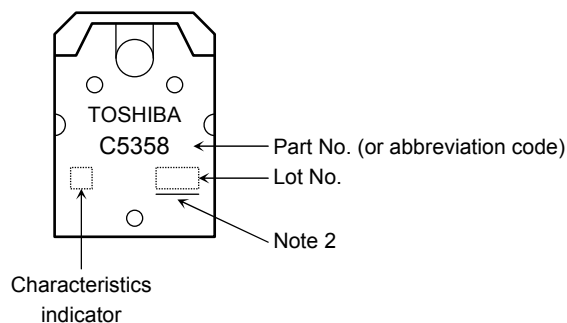 TOSHIBA
C5358
Part No. (or abbreviation code)
Lot No.
Note 2
Characteristics
indicator